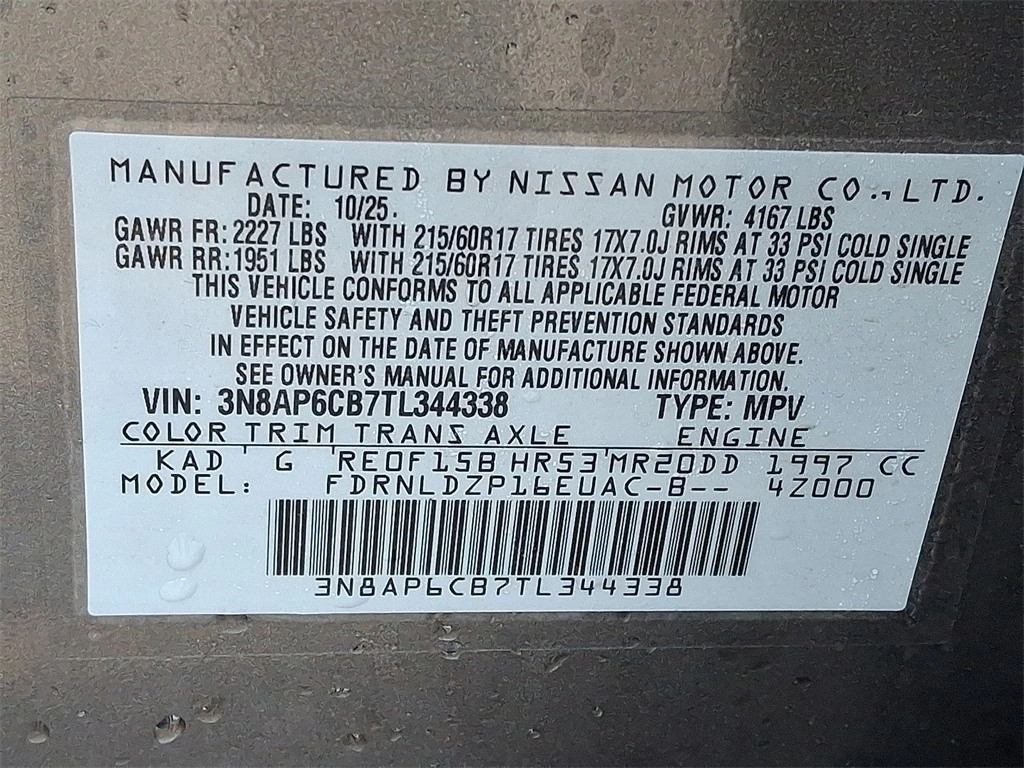 MANUFACTURED BY NISSAN MOTOR CO., LTD.
DATE: 10/25. GVWR: 4167 LBS
GAWR FR: 2227 LBS WITH 215/60R17 TIRES 17X7.0J RIMS AT 33 PSI COLD SINGLE
GAWR RR: 1951 LBS WITH 215/60R17 TIRES 17X7.0J RIMS AT 33 PSI COLD SINGLE
THIS VEHICLE CONFORMS TO ALL APPLICABLE FEDERAL MOTOR
VEHICLE SAFETY AND THEFT PREVENTION STANDARDS
IN EFFECT ON THE DATE OF MANUFACTURE SHOWN ABOVE.
SEE OWNER'S MANUAL FOR ADDITIONAL INFORMATION.
VIN: 3N8AP6CB7TL344338 TYPE: MPV
COLOR TRIM TRANS AXLE ENGINE
KAD ' G 'RE0F15B HR53'MR20DD 1997 CC
MODEL: FDRNLDZP16EUAC-B-- 4Z000
3N8AP6CB7TL344338